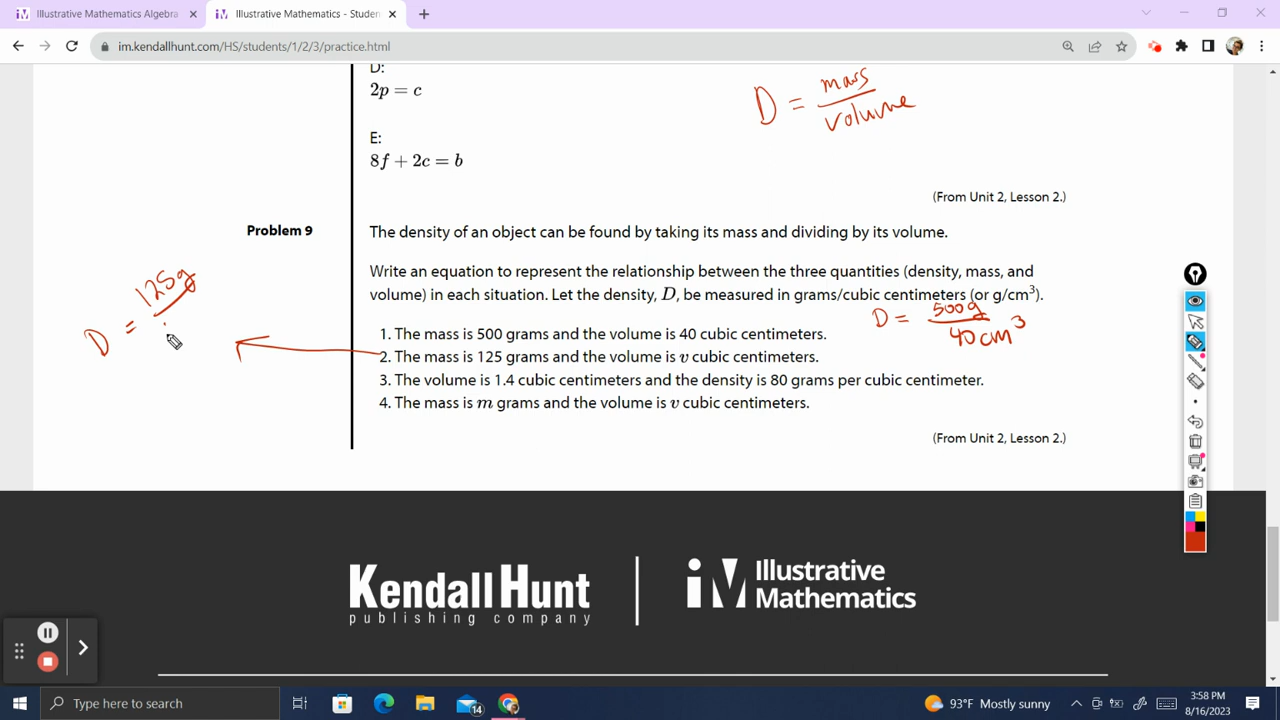 Illustrative Mathematics Algebra
Illustrative Mathematics - Studen
im.kendallhunt.com/HS/students/1/2/3/practice.html
D:
2p = c
D = mass / volume
E:
8f + 2c = b
(From Unit 2, Lesson 2.)
Problem 9
The density of an object can be found by taking its mass and dividing by its volume.
Write an equation to represent the relationship between the three quantities (density, mass, and
volume) in each situation. Let the density, D, be measured in grams/cubic centimeters (or g/cm³).
D = 500g / 40cm³
1. The mass is 500 grams and the volume is 40 cubic centimeters.
2. The mass is 125 grams and the volume is v cubic centimeters.
3. The volume is 1.4 cubic centimeters and the density is 80 grams per cubic centimeter.
4. The mass is m grams and the volume is v cubic centimeters.
D = 125g
(From Unit 2, Lesson 2.)
Kendall Hunt
publishing company
iM Illustrative
Mathematics
Type here to search
14
93°F Mostly sunny
3:58 PM
8/16/2023
2